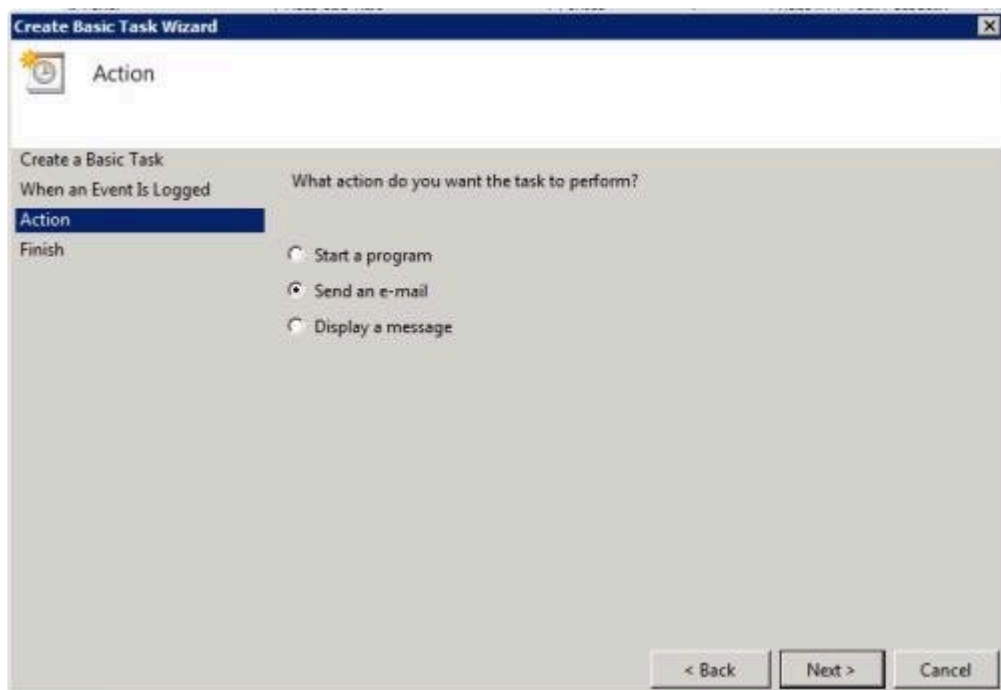 Create Basic Task Wizard
Action
Create a Basic Task
When an Event Is Logged
Action
Finish
What action do you want the task to perform?
Start a program
Send an e-mail
Display a message
< Back
Next >
Cancel